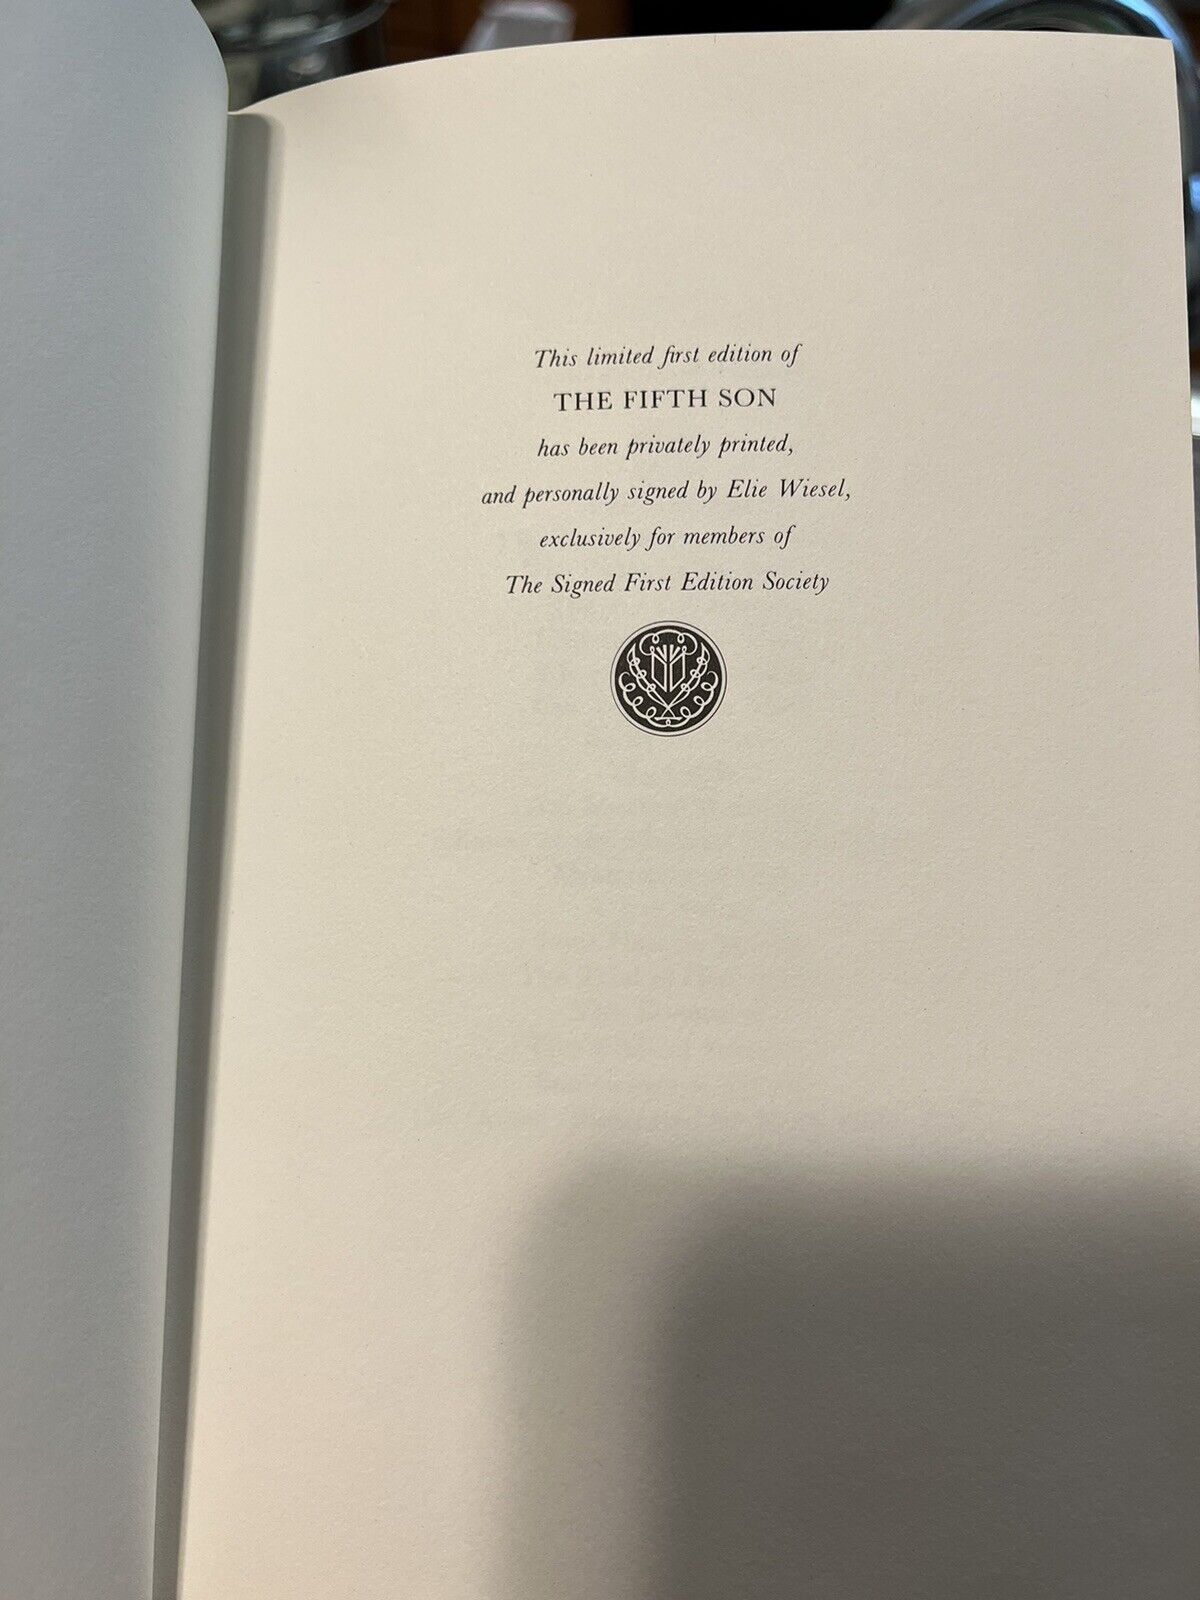 This limited first edition of
THE FIFTH SON
has been privately printed,
and personally signed by Elie Wiesel,
exclusively for members of
The Signed First Edition Society